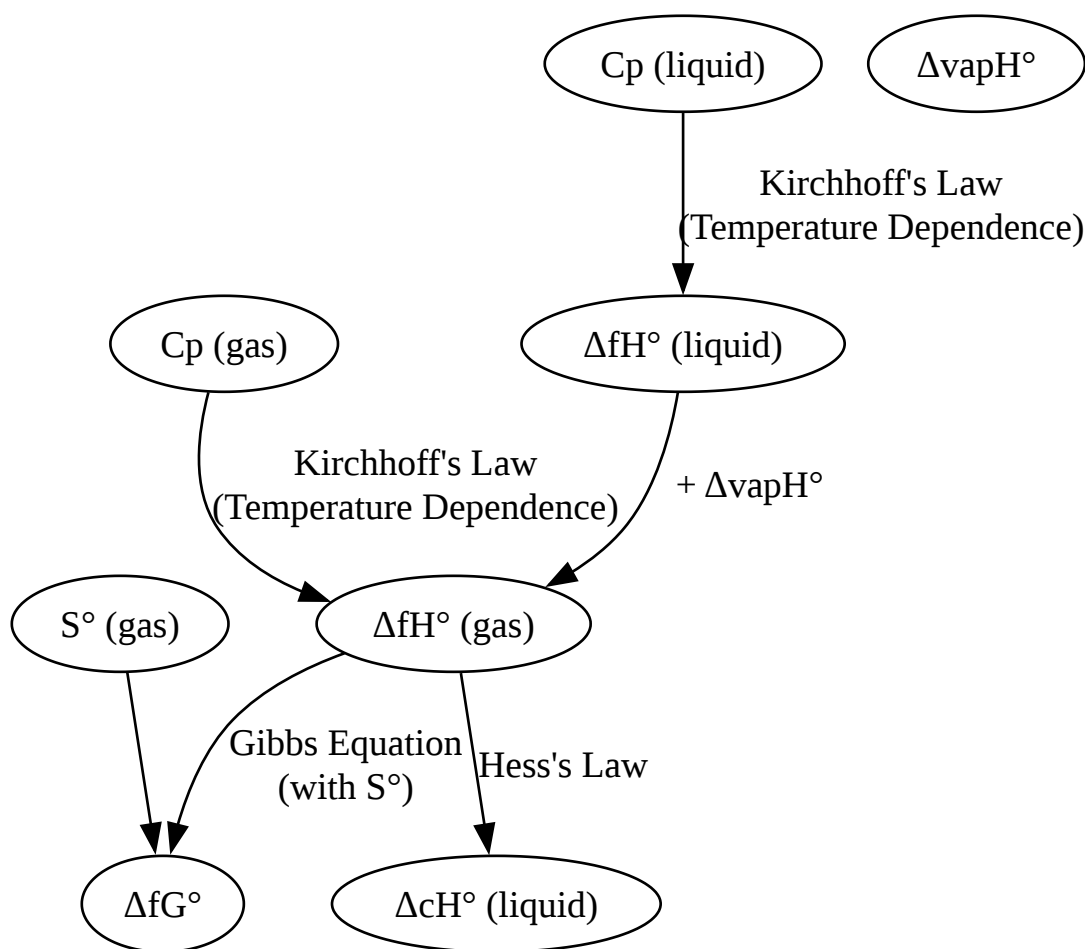 Cp (liquid)
ΔvapH°
Kirchhoff's Law
(Temperature Dependence)
Cp (gas)
ΔfH° (liquid)
Kirchhoff's Law
(Temperature Dependence)
+ ΔvapH°
S° (gas)
ΔfH° (gas)
Gibbs Equation
(with S°)
Hess's Law
ΔfG°
ΔcH° (liquid)